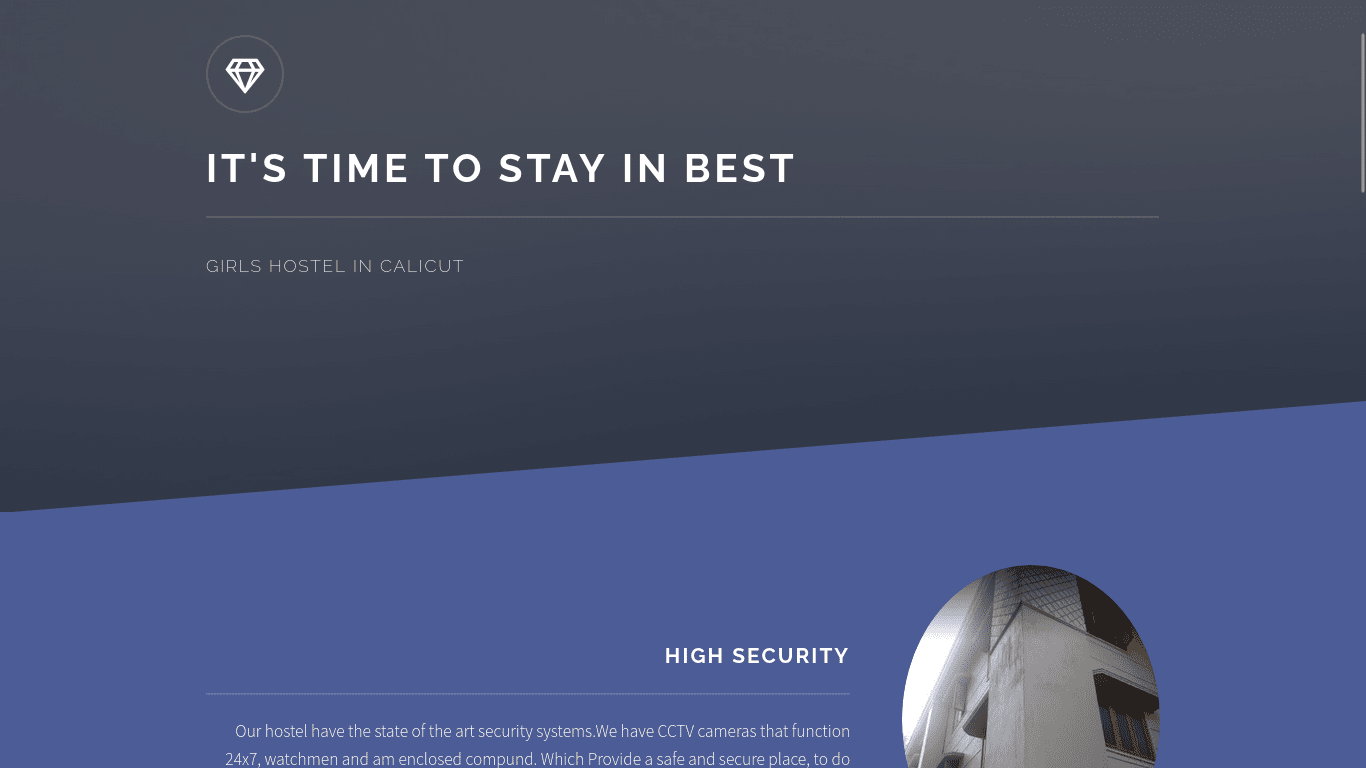 IT'S TIME TO STAY IN BEST
GIRLS HOSTEL IN CALICUT
HIGH SECURITY
Our hostel have the state of the art security systems.We have CCTV cameras that function
24x7, watchmen and am enclosed compund. Which Provide a safe and secure place, to do